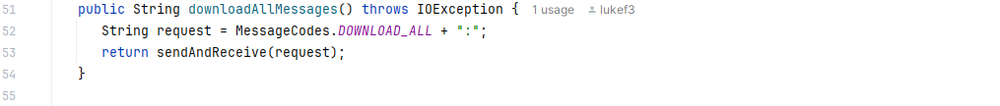 51 public String downloadAllMessages() throws IOException { 1 usage lukef3
52 String request = MessageCodes.DOWNLOAD_ALL + ":";
53 return sendAndReceive(request);
54 }
55